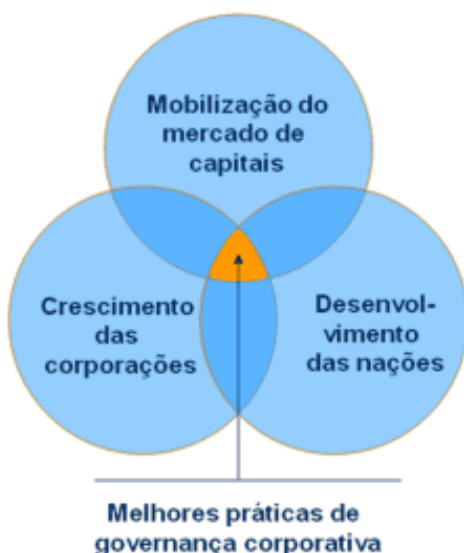 Mobilização do
mercado de
capitais
Crescimento
das
corporações
Desenvol-
vimento
das nações
Melhores práticas de
governança corporativa